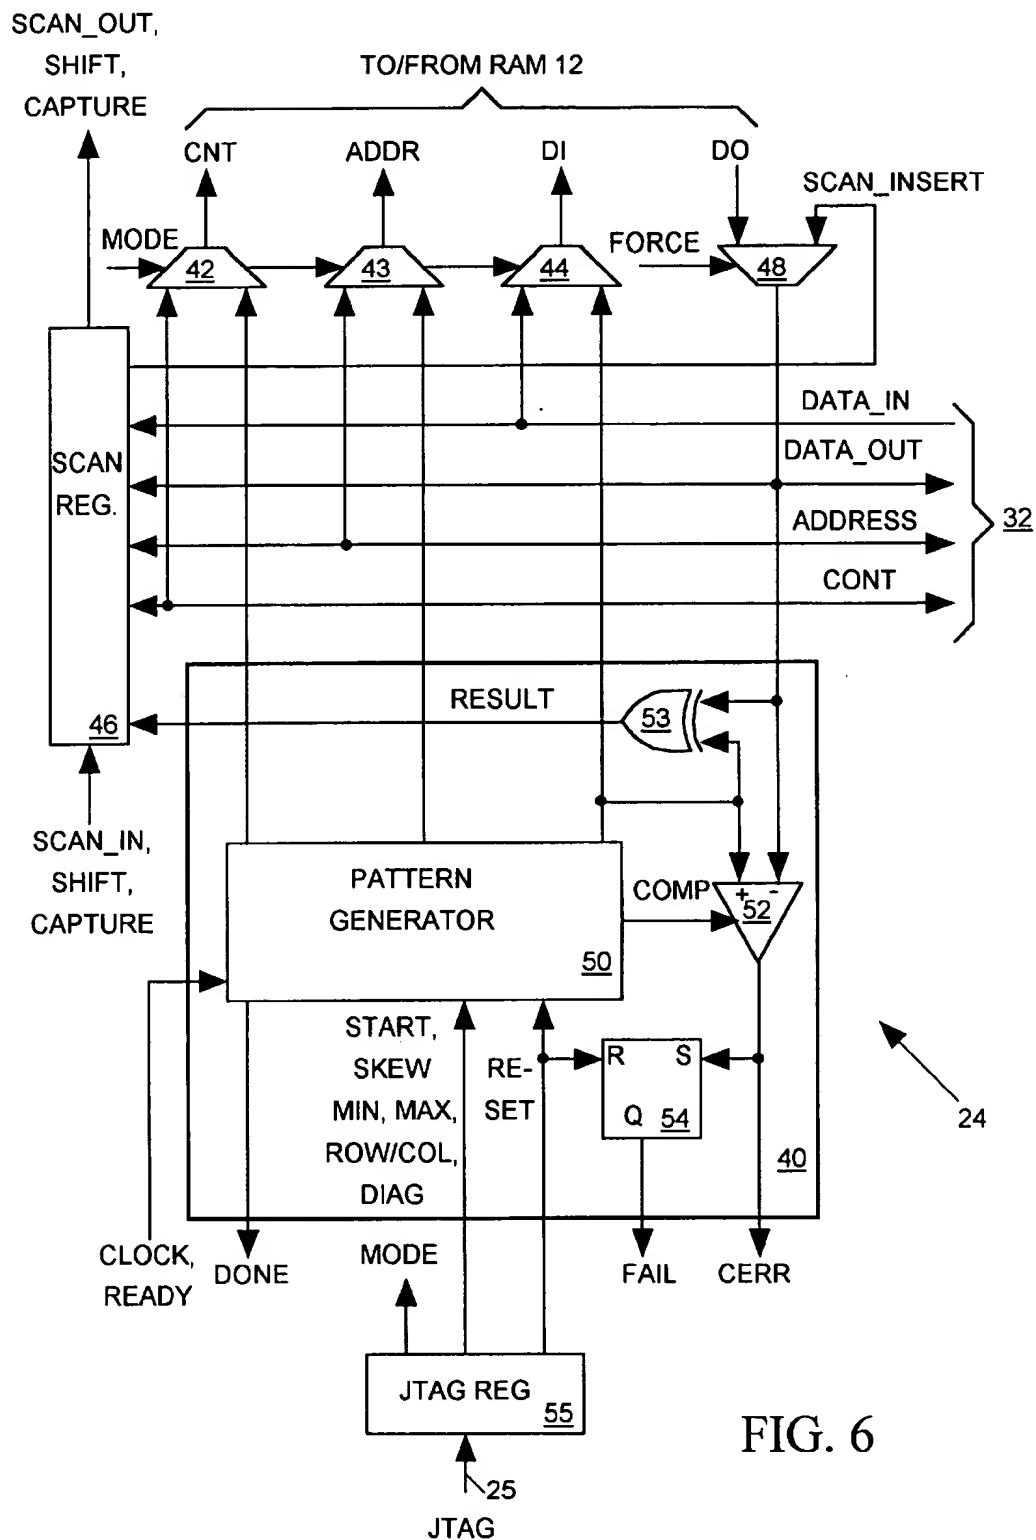 SCAN_OUT,
SHIFT,
CAPTURE
TO/FROM RAM 12
CNT
ADDR
DI
DO
SCAN_INSERT
MODE
FORCE
42
43
44
48
DATA_IN
DATA_OUT
ADDRESS
CONT
32
SCAN
REG.
46
RESULT
53
SCAN_IN,
SHIFT,
CAPTURE
PATTERN
GENERATOR
50
COMP
+ -
52
START,
SKEW
MIN, MAX,
ROW/COL,
DIAG
RE-
SET
R S
Q
54
40
24
CLOCK,
READY
DONE
MODE
FAIL
CERR
JTAG REG
55
25
JTAG
FIG. 6